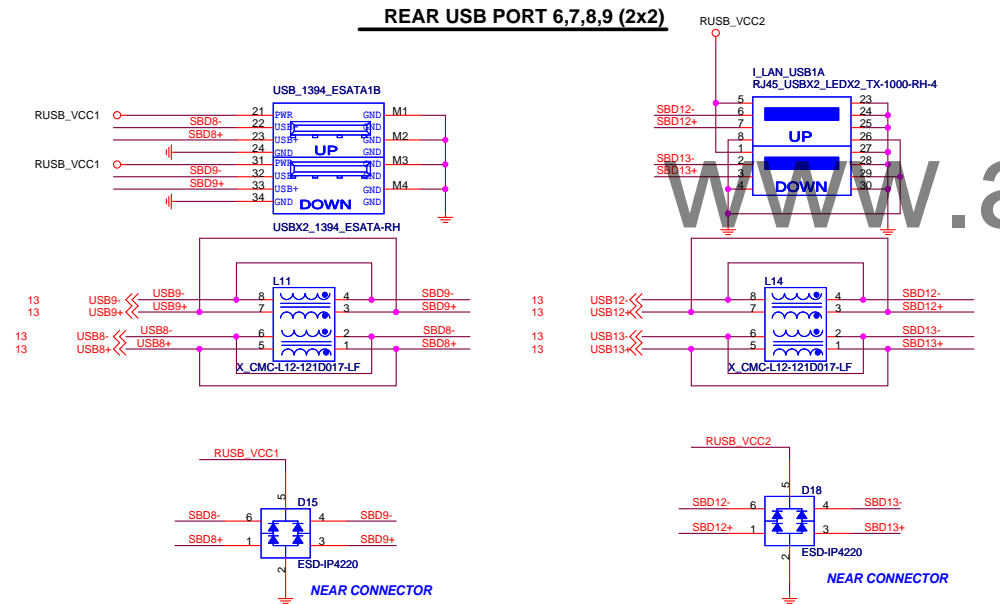 REAR USB PORT 6,7,8,9 (2x2)
RUSB_VCC2
USB_1394_ESATA1B
I_LAN_USB1A
RJ45_USBX2_LEDX2_TX-1000-RH-4
RUSB_VCC1 21 PWR GND M1
SBD8- 22 USB- GND
SBD8+ 23 USB+ GND M2
24 GND UP GND
RUSB_VCC1 31 PWR GND M3
SBD9- 32 USB- GND
SBD9+ 33 USB+ GND M4
34 GND DOWN GND
USBX2_1394_ESATA-RH
5 23
SBD12- 6 24
SBD12+ 7 25
8 UP 26
1 27
SBD13- 2 28
SBD13+ 3 29
4 DOWN 30
www.a
L11
13 USB9- USB9- 8 4 SBD9-
13 USB9+ USB9+ 7 3 SBD9+
13 USB8- USB8- 6 2 SBD8-
13 USB8+ USB8+ 5 1 SBD8+
X_CMC-L12-121D017-LF
L14
13 USB12- 8 4 SBD12-
13 USB12+ 7 3 SBD12+
13 USB13- 6 2 SBD13-
13 USB13+ 5 1 SBD13+
X_CMC-L12-121D017-LF
RUSB_VCC1
5
D15
SBD8- 6 4 SBD9-
SBD8+ 1 3 SBD9+
2
ESD-IP4220
NEAR CONNECTOR
RUSB_VCC2
5
D18
SBD12- 6 4 SBD13-
SBD12+ 1 3 SBD13+
2
ESD-IP4220
NEAR CONNECTOR